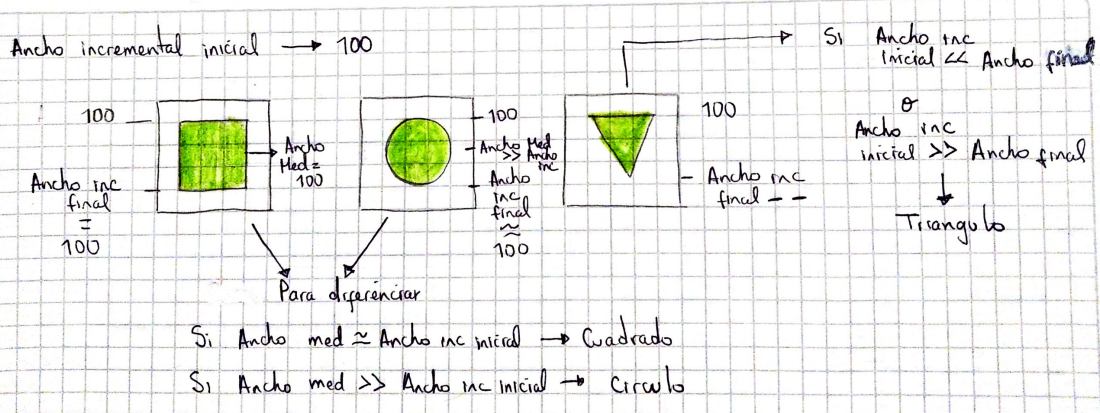 Ancho incremental inicial → 100
Si Ancho inc
inicial << Ancho final
o
Ancho inc
inicial >> Ancho final
↓
Triangulo
100
Ancho
Med =
100
Ancho inc
final
=
100
100
Ancho Med
>> Ancho
inc
Ancho
inc
final
≈
100
100
Ancho inc
final - -
Para diferenciar
Si Ancho med ≃ Ancho inc inicial → Cuadrado
Si Ancho med >> Ancho inc inicial → Circulo